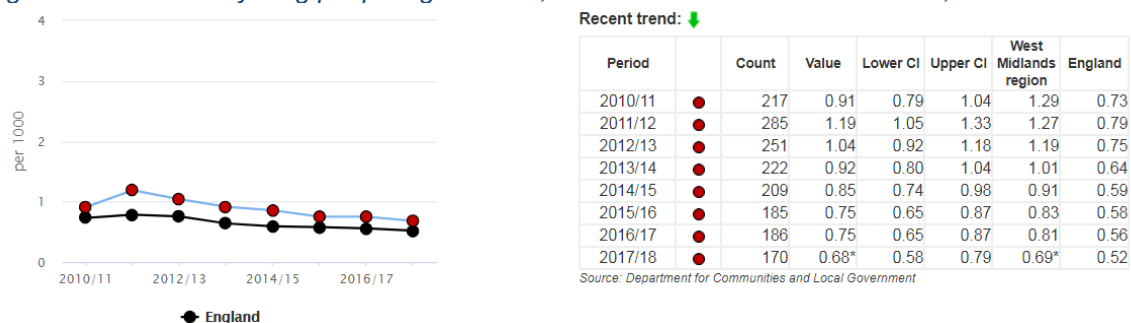 4
3
2
1
0
per 1000
2010/11 2012/13 2014/15 2016/17
England
Recent trend:
Period Count Value Lower CI Upper CI West Midlands region England
2010/11 217 0.91 0.79 1.04 1.29 0.73
2011/12 285 1.19 1.05 1.33 1.27 0.79
2012/13 251 1.04 0.92 1.18 1.19 0.75
2013/14 222 0.92 0.80 1.04 1.01 0.64
2014/15 209 0.85 0.74 0.98 0.91 0.59
2015/16 185 0.75 0.65 0.87 0.83 0.58
2016/17 186 0.75 0.65 0.87 0.81 0.56
2017/18 170 0.68* 0.58 0.79 0.69* 0.52
Source: Department for Communities and Local Government